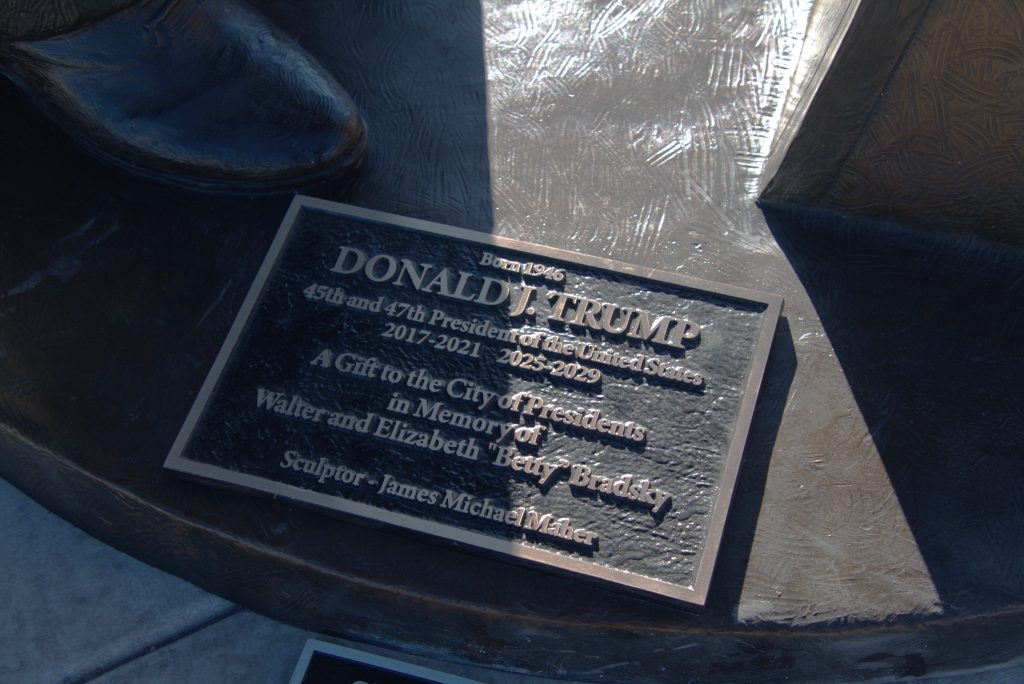 Born 1946
DONALD J. TRUMP
45th and 47th President of the United States
2017-2021 2025-2029
A Gift to the City of Presidents
in Memory of
Walter and Elizabeth "Betty" Bradsky
Sculptor - James Michael Maher